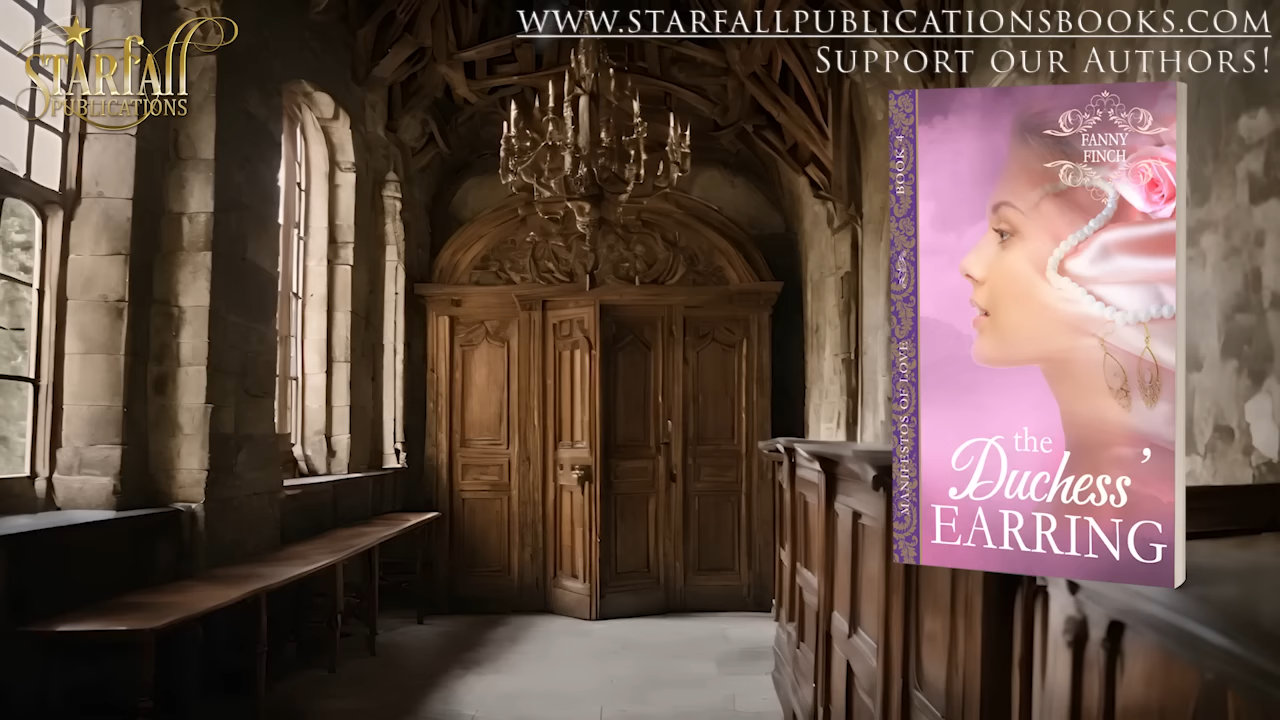 STARfall
PUBLICATIONS
WWW.STARFALLPUBLICATIONSBOOKS.COM
SUPPORT OUR AUTHORS!
BOOK 4
MANIFESTOS OF LOVE
FANNY
FINCH
the
Duchess'
EARRING